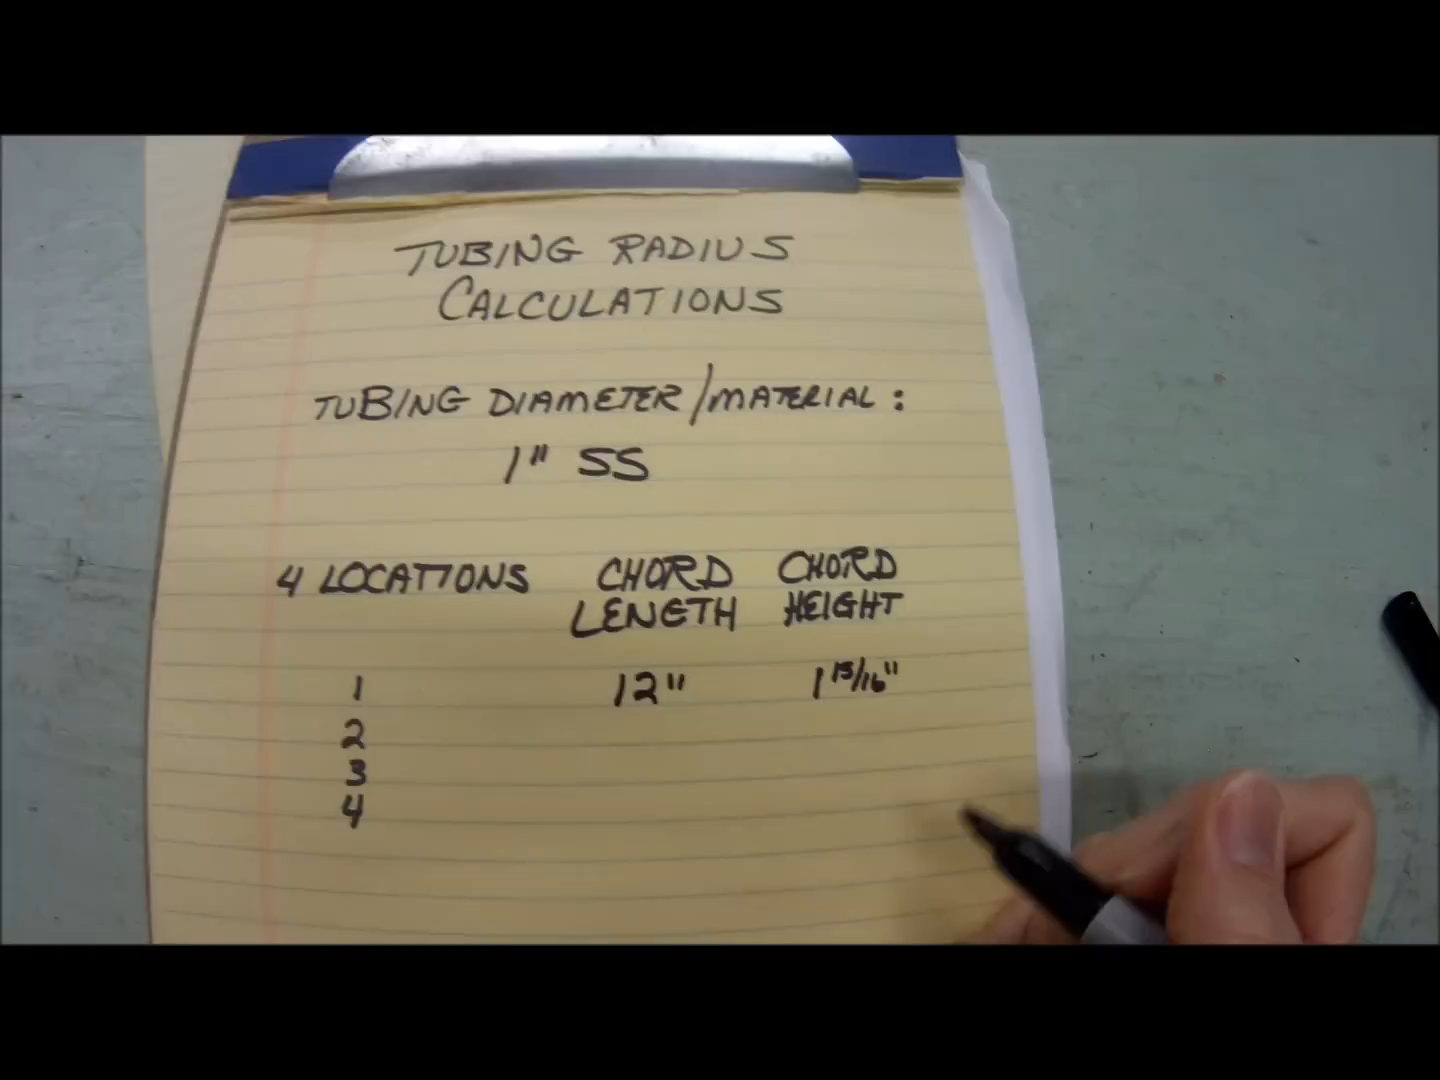 TUBING RADIUS
CALCULATIONS
TUBING DIAMETER/MATERIAL:
1" SS
4 LOCATIONS CHORD LENGTH CHORD HEIGHT
1 12" 1 13/16"
2
3
4